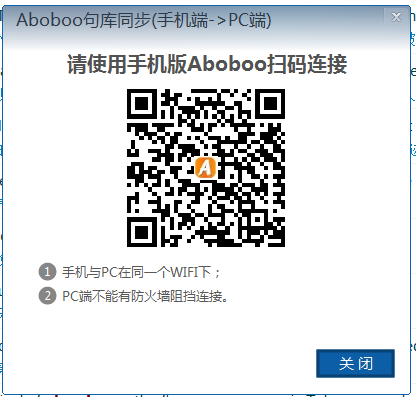 Aboboo句库同步(手机端->PC端)
请使用手机版Aboboo扫码连接
A
1 手机与PC在同一个WIFI下；
2 PC端不能有防火墙阻挡连接。
关 闭